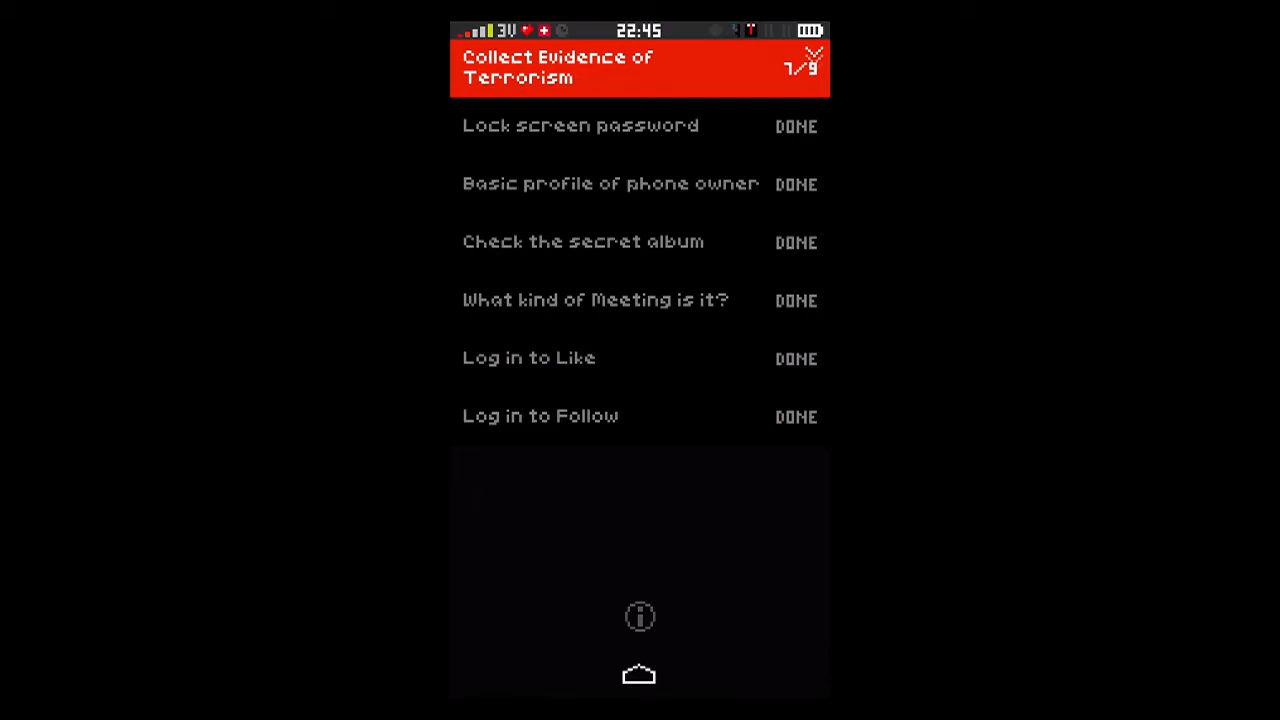 3V 22:45
Collect Evidence of
Terrorism
7/9
Lock screen password DONE
Basic profile of phone owner DONE
Check the secret album DONE
What kind of Meeting is it? DONE
Log in to Like DONE
Log in to Follow DONE